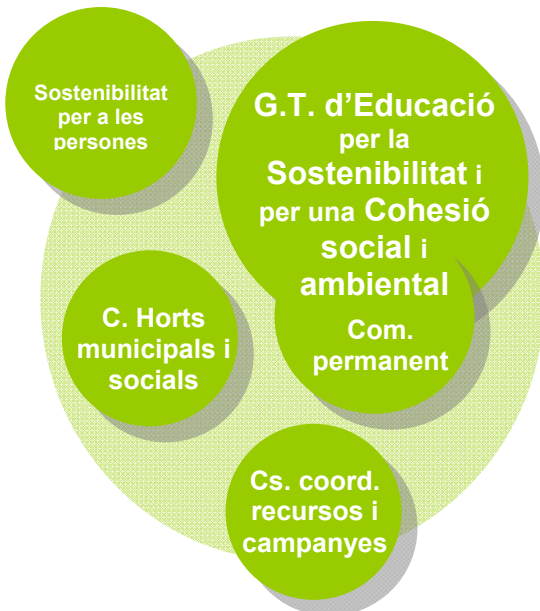 Sostenibilitat
per a les
persones
G.T. d’Educació
per la
Sostenibilitat i
per una Cohesió
social i
ambiental
Com.
permanent
C. Horts
municipals i
socials
Cs. coord.
recursos i
campanyes